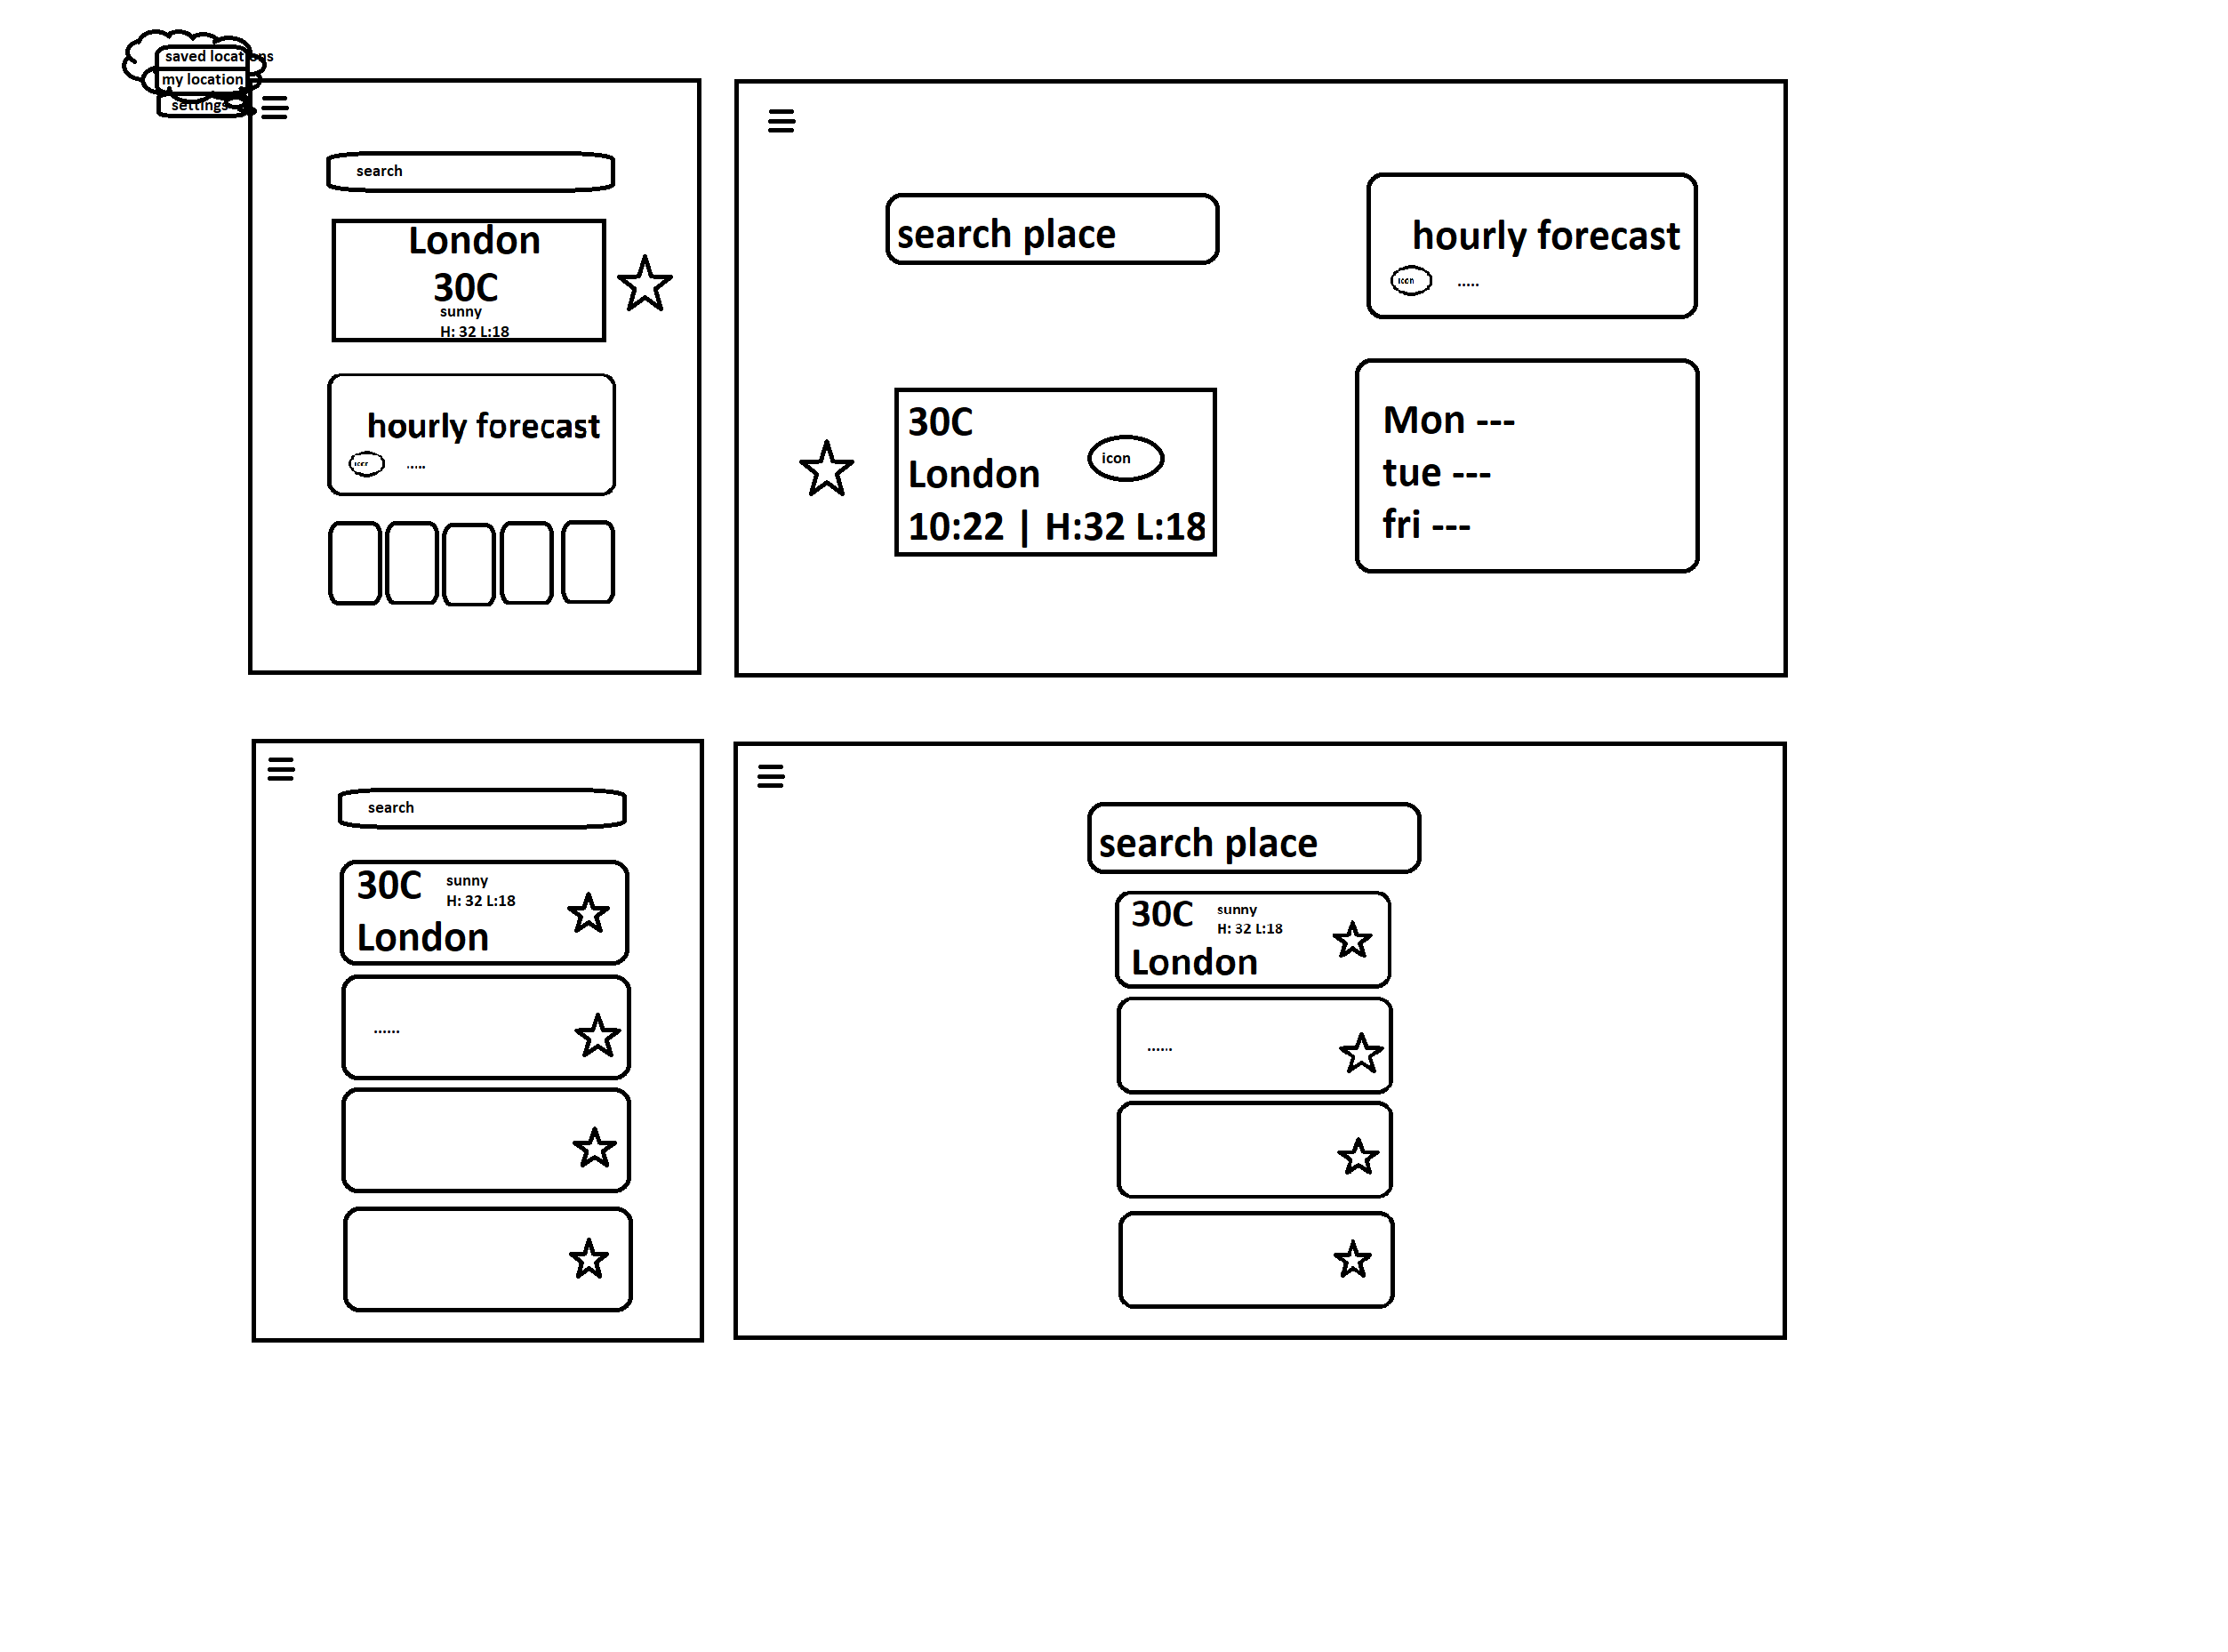 saved locations
my location
settings
search
London
30C
sunny
H: 32 L:18
hourly forecast
icon
.....
search place
hourly forecast
icon
.....
30C
London
icon
10:22 | H:32 L:18
Mon ---
tue ---
fri ---
search
30C
sunny
H: 32 L:18
London
......
search place
30C
sunny
H: 32 L:18
London
......